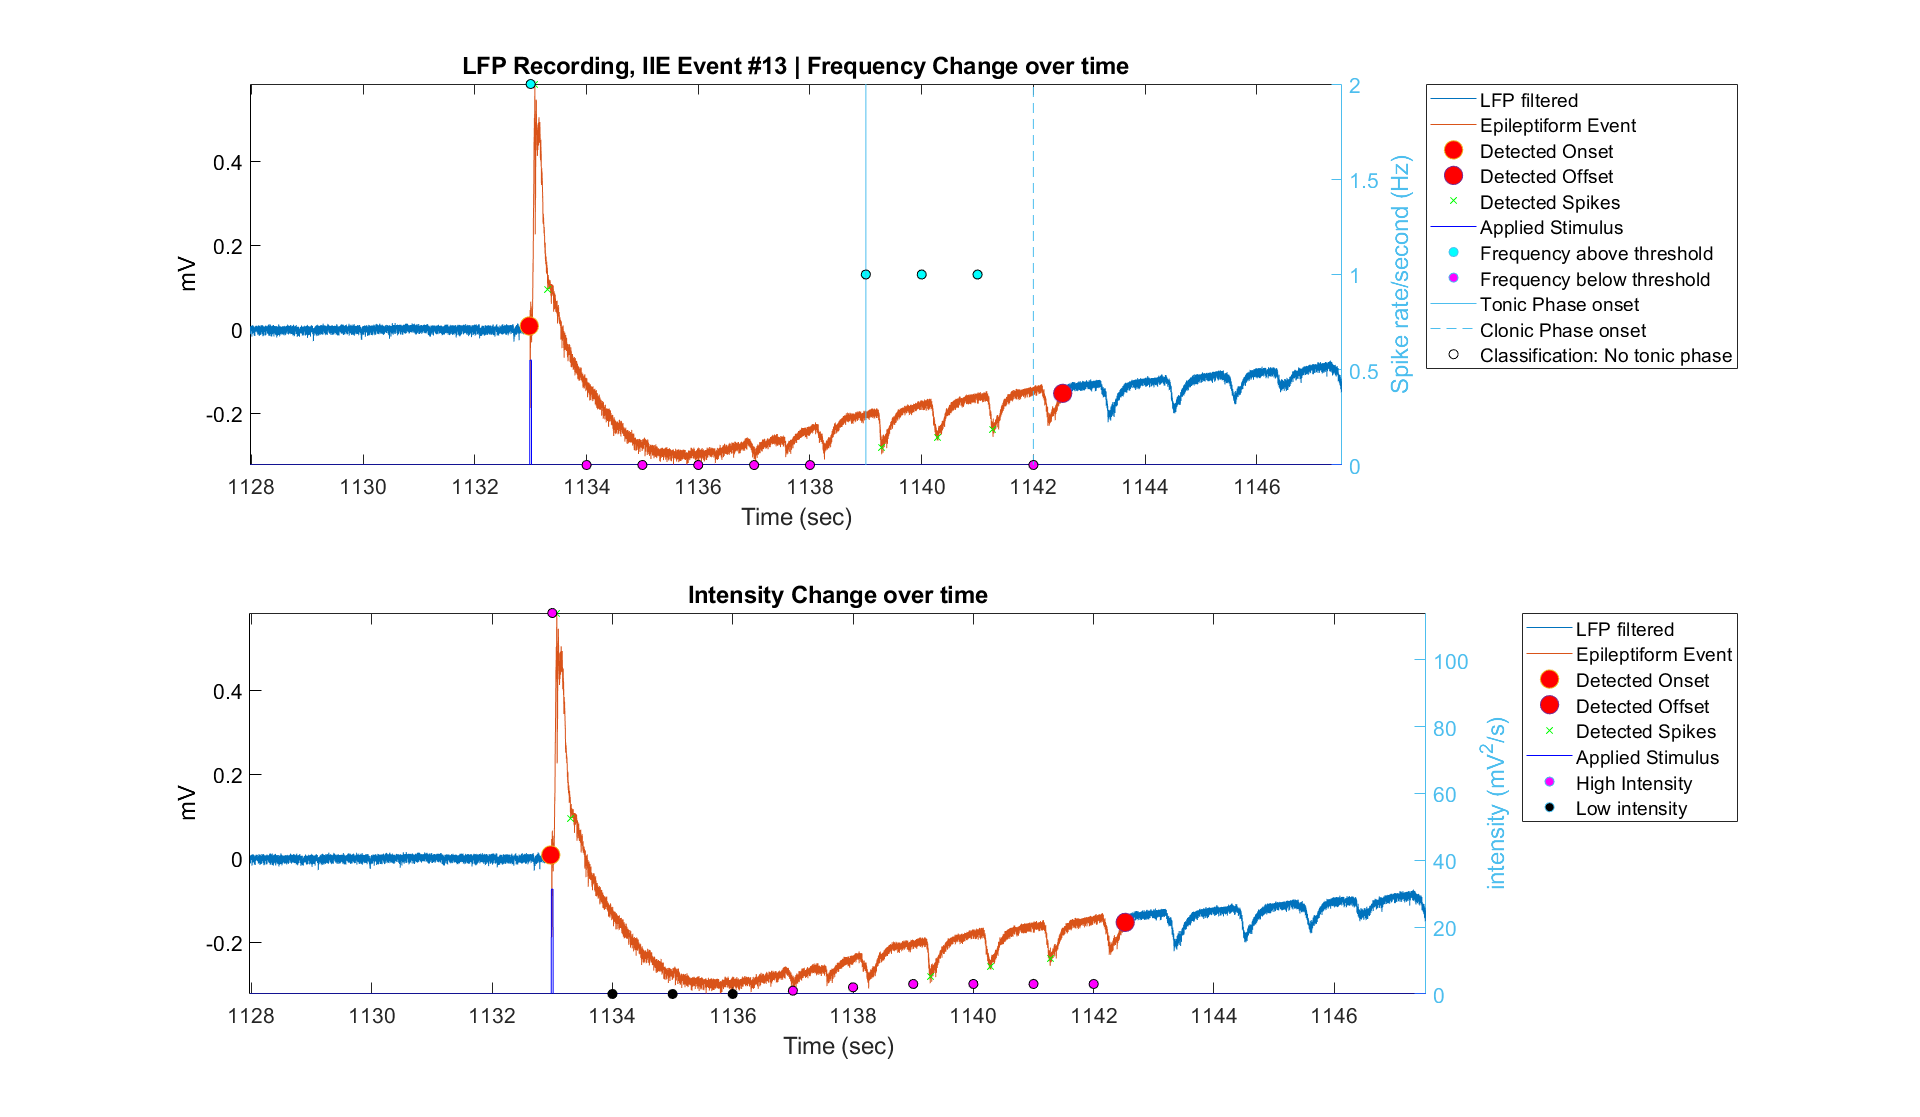 LFP Recording, IIE Event #13 | Frequency Change over time
mV
0.4
0.2
0
-0.2
1128 1130 1132 1134 1136 1138 1140 1142 1144 1146
Time (sec)
2
1.5
1
0.5
0
Spike rate/second (Hz)
LFP filtered
Epileptiform Event
Detected Onset
Detected Offset
Detected Spikes
Applied Stimulus
Frequency above threshold
Frequency below threshold
Tonic Phase onset
Clonic Phase onset
Classification: No tonic phase
Intensity Change over time
mV
0.4
0.2
0
-0.2
1128 1130 1132 1134 1136 1138 1140 1142 1144 1146
Time (sec)
100
80
60
40
20
0
intensity (mV²/s)
LFP filtered
Epileptiform Event
Detected Onset
Detected Offset
Detected Spikes
Applied Stimulus
High Intensity
Low intensity